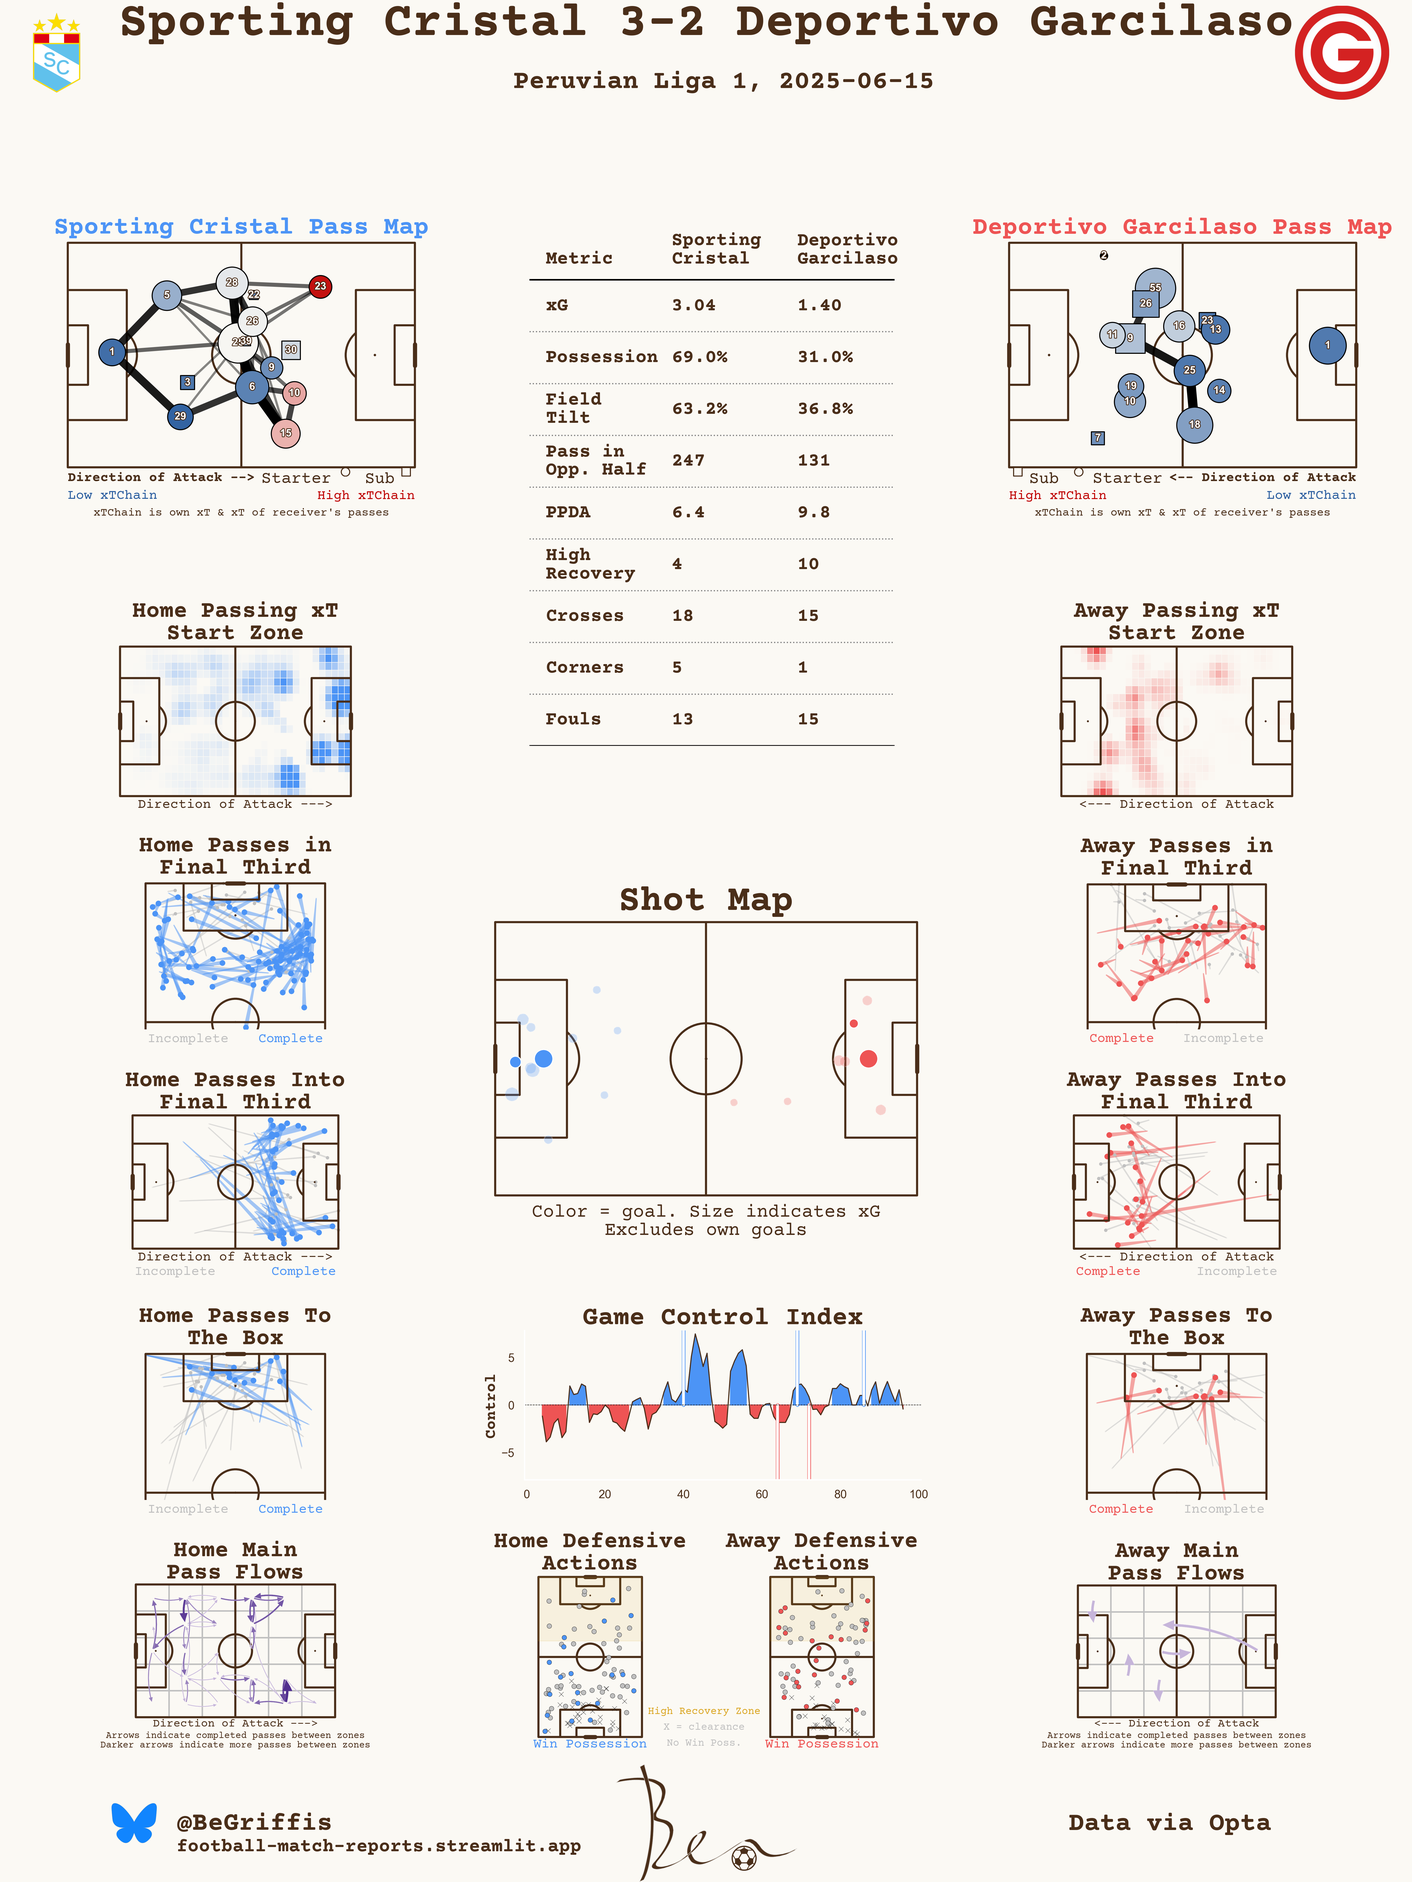 Sporting Cristal 3-2 Deportivo Garcilaso
Peruvian Liga 1, 2025-06-15
SC
G
Sporting Cristal Pass Map
5
28
22
23
26
39
1
30
9
3
6
10
29
15
Direction of Attack --> Starter Sub
Low xTChain High xTChain
xTChain is own xT & xT of receiver's passes
Metric Sporting Cristal Deportivo Garcilaso
xG 3.04 1.40
Possession 69.0% 31.0%
Field Tilt 63.2% 36.8%
Pass in Opp. Half 247 131
PPDA 6.4 9.8
High Recovery 4 10
Crosses 18 15
Corners 5 1
Fouls 13 15
Deportivo Garcilaso Pass Map
2
55
26
23
16
13
11
9
1
25
19
14
10
18
7
Sub Starter <-- Direction of Attack
High xTChain Low xTChain
xTChain is own xT & xT of receiver's passes
Home Passing xT
Start Zone
Direction of Attack --->
Away Passing xT
Start Zone
<--- Direction of Attack
Home Passes in
Final Third
Incomplete Complete
Away Passes in
Final Third
Complete Incomplete
Shot Map
Color = goal. Size indicates xG
Excludes own goals
Home Passes Into
Final Third
Direction of Attack --->
Incomplete Complete
Away Passes Into
Final Third
<--- Direction of Attack
Complete Incomplete
Home Passes To
The Box
Incomplete Complete
Game Control Index
Control
5
0
−5
0 20 40 60 80 100
Away Passes To
The Box
Complete Incomplete
Home Main
Pass Flows
Direction of Attack --->
Arrows indicate completed passes between zones
Darker arrows indicate more passes between zones
Home Defensive
Actions
Win Possession
Away Defensive
Actions
Win Possession
High Recovery Zone
X = clearance
No Win Poss.
Away Main
Pass Flows
<--- Direction of Attack
Arrows indicate completed passes between zones
Darker arrows indicate more passes between zones
@BeGriffis
football-match-reports.streamlit.app
Ben
Data via Opta